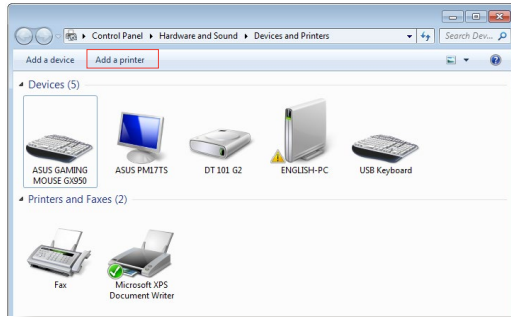 Control Panel ▸ Hardware and Sound ▸ Devices and Printers
Search Dev...
Add a device Add a printer
Devices (5)
ASUS GAMING MOUSE GX950
ASUS PM17TS
DT 101 G2
ENGLISH-PC
USB Keyboard
Printers and Faxes (2)
Fax
Microsoft XPS Document Writer